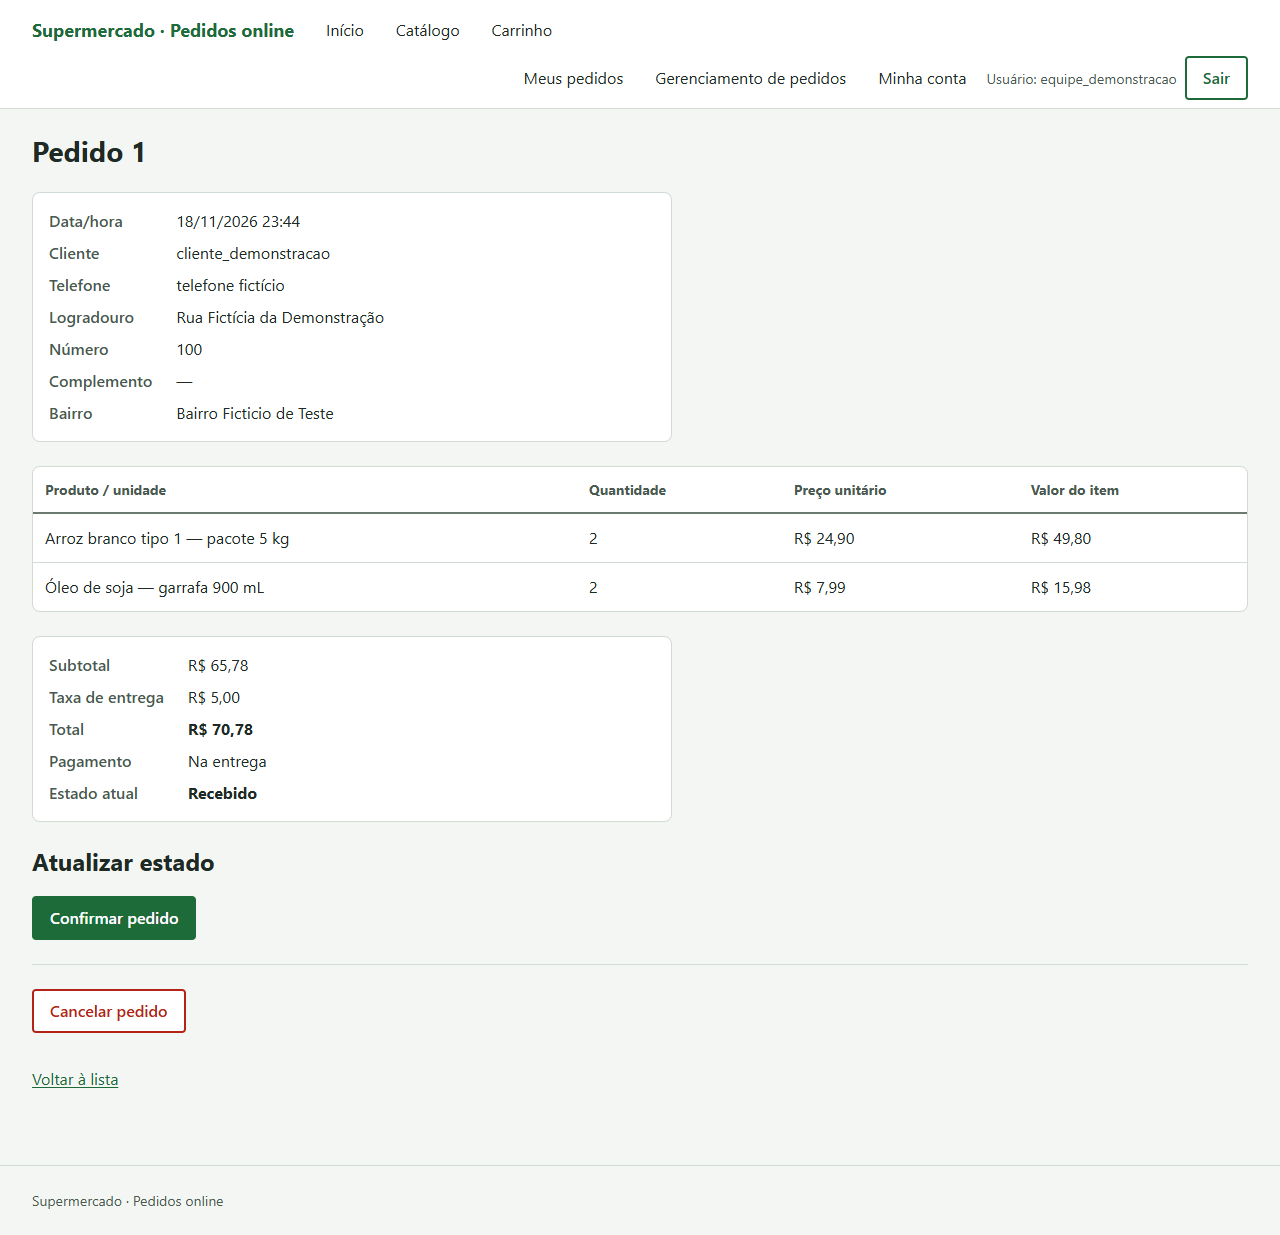 Supermercado · Pedidos online Início Catálogo Carrinho
Meus pedidos Gerenciamento de pedidos Minha conta Usuário: equipe_demonstracao Sair
Pedido 1
Data/hora 18/11/2026 23:44
Cliente cliente_demonstracao
Telefone telefone fictício
Logradouro Rua Fictícia da Demonstração
Número 100
Complemento —
Bairro Bairro Ficticio de Teste
Produto / unidade Quantidade Preço unitário Valor do item
Arroz branco tipo 1 — pacote 5 kg 2 R$ 24,90 R$ 49,80
Óleo de soja — garrafa 900 mL 2 R$ 7,99 R$ 15,98
Subtotal R$ 65,78
Taxa de entrega R$ 5,00
Total R$ 70,78
Pagamento Na entrega
Estado atual Recebido
Atualizar estado
Confirmar pedido
Cancelar pedido
Voltar à lista
Supermercado · Pedidos online